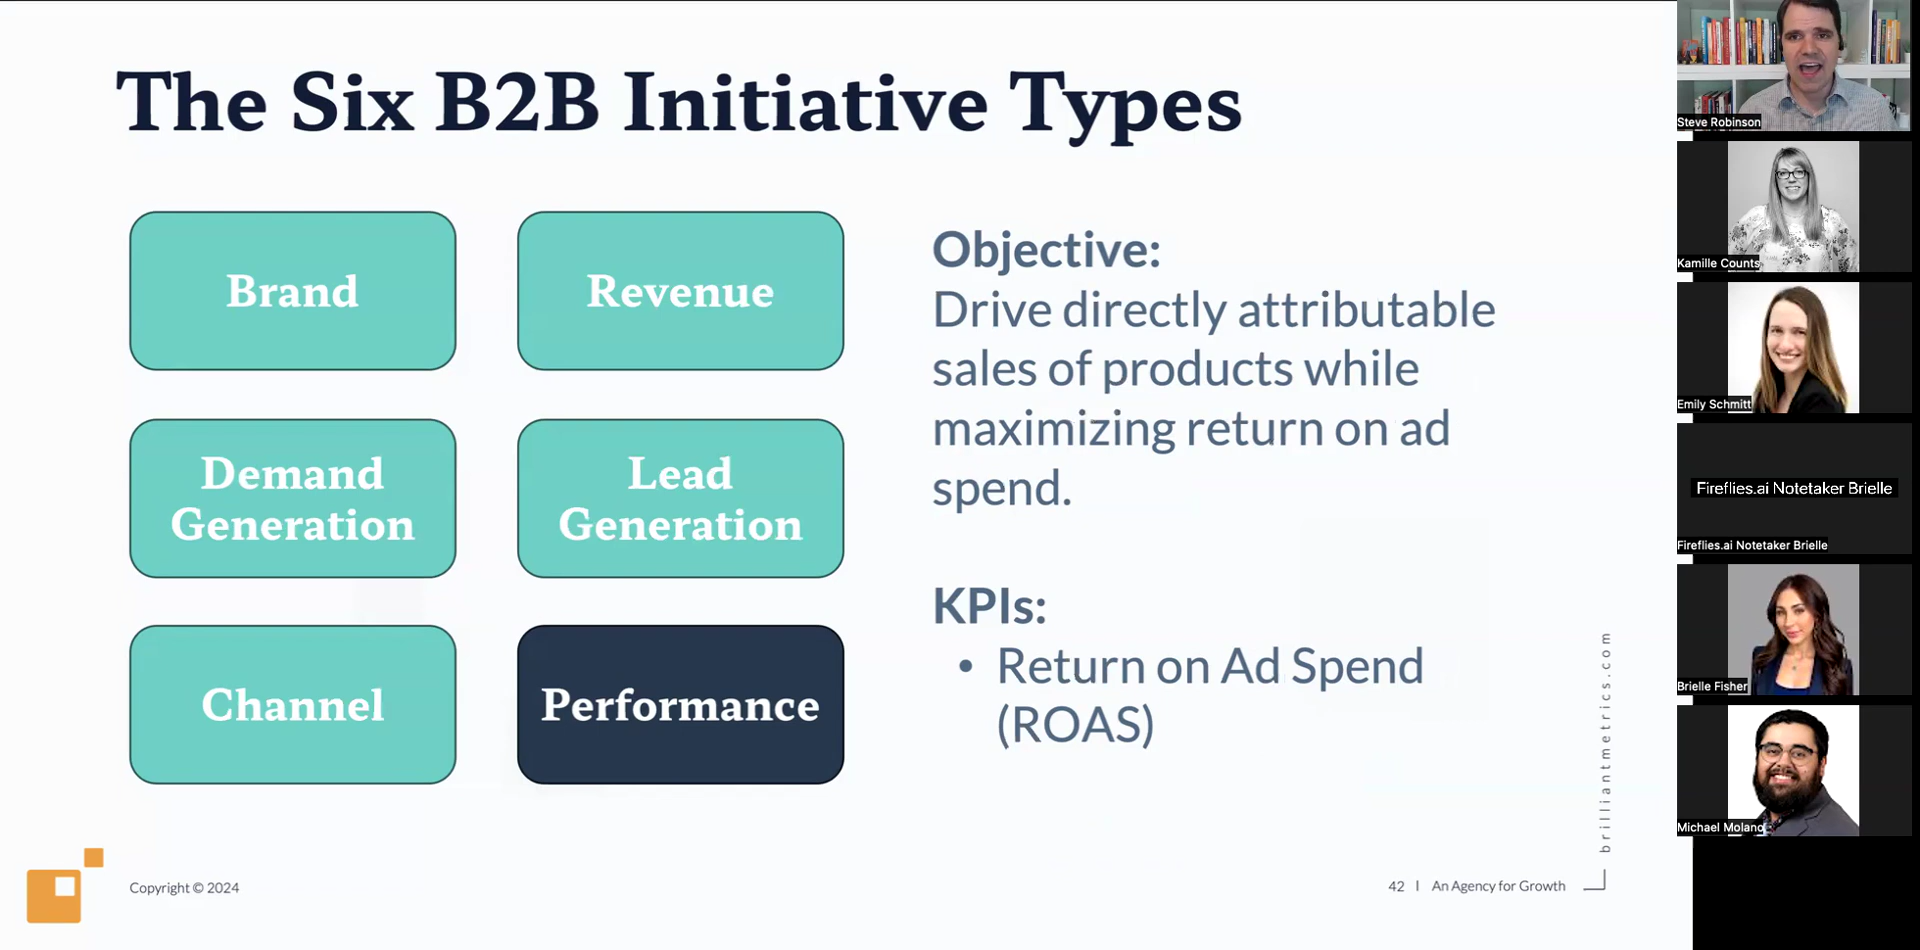 The Six B2B Initiative Types
Brand
Revenue
Demand
Generation
Lead
Generation
Channel
Performance
Objective:
Drive directly attributable
sales of products while
maximizing return on ad
spend.
KPIs:
• Return on Ad Spend
(ROAS)
brilliantmetrics.com
Copyright © 2024
42 | An Agency for Growth
Steve Robinson
Kamille Counts
Emily Schmitt
Fireflies.ai Notetaker Brielle
Fireflies.ai Notetaker Brielle
Brielle Fisher
Michael Molano